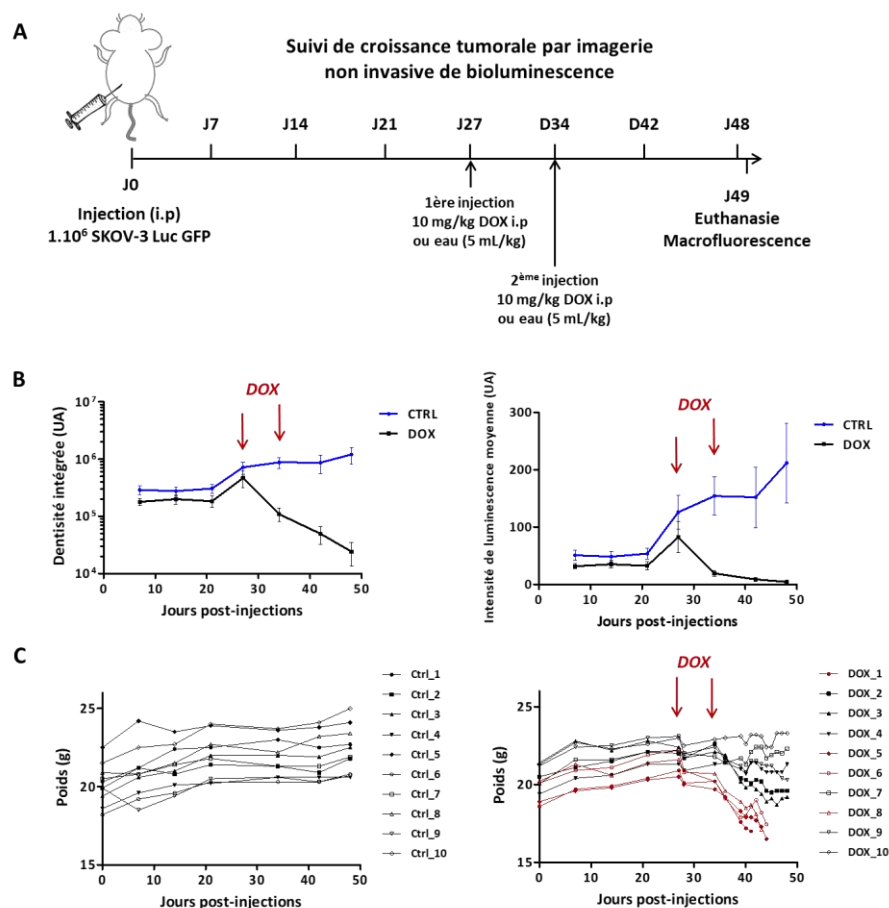 A
Suivi de croissance tumorale par imagerie
non invasive de bioluminescence
J7 J14 J21 J27 D34 D42 J48
J0
Injection (i.p)
1.10⁶ SKOV-3 Luc GFP
1ère injection
10 mg/kg DOX i.p
ou eau (5 mL/kg)
2ème injection
10 mg/kg DOX i.p
ou eau (5 mL/kg)
J49
Euthanasie
Macrofluorescence
B
Dentisité intégrée (UA)
10⁷
10⁶
10⁵
10⁴
0 10 20 30 40 50
Jours post-injections
DOX
CTRL
DOX
Intensité de luminescence moyenne (UA)
300
200
100
0
0 10 20 30 40 50
Jours post-injections
DOX
CTRL
DOX
C
Poids (g)
25
20
15
0 10 20 30 40 50
Jours post-injections
Ctrl_1
Ctrl_2
Ctrl_3
Ctrl_4
Ctrl_5
Ctrl_6
Ctrl_7
Ctrl_8
Ctrl_9
Ctrl_10
DOX
Poids (g)
25
20
15
0 10 20 30 40 50
Jours post-injections
DOX_1
DOX_2
DOX_3
DOX_4
DOX_5
DOX_6
DOX_7
DOX_8
DOX_9
DOX_10